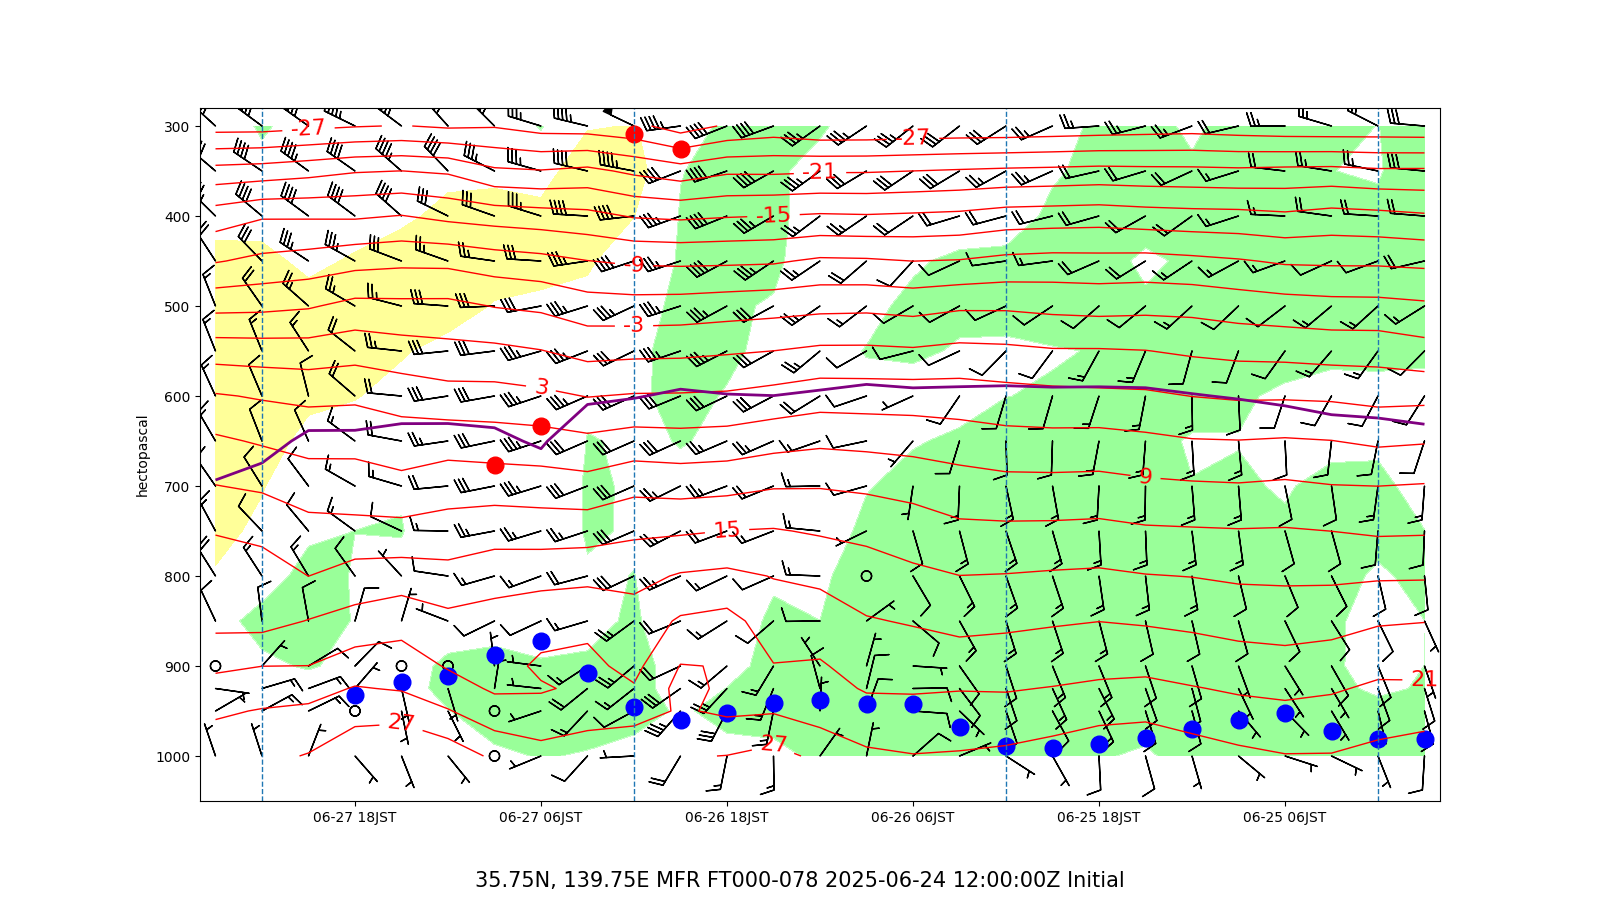 300
400
500
600
700
800
900
1000
hectopascal
-27
-27
-21
-15
-9
-3
3
9
15
21
27
27
06-27 18JST
06-27 06JST
06-26 18JST
06-26 06JST
06-25 18JST
06-25 06JST
35.75N, 139.75E MFR FT000-078 2025-06-24 12:00:00Z Initial